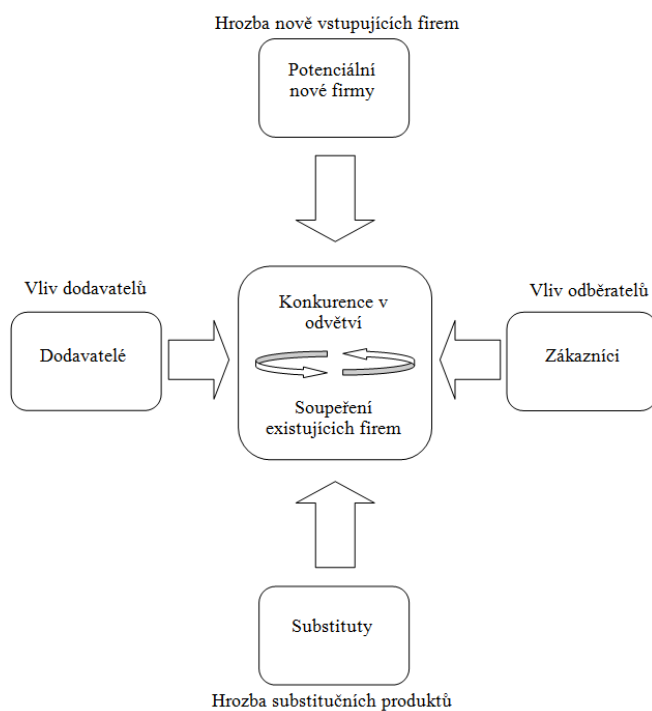 Hrozba nově vstupujících firem
Potenciální
nové firmy
Vliv dodavatelů
Dodavatelé
Konkurence v
odvětví
Soupeření
existujících firem
Vliv odběratelů
Zákazníci
Substituty
Hrozba substitučních produktů